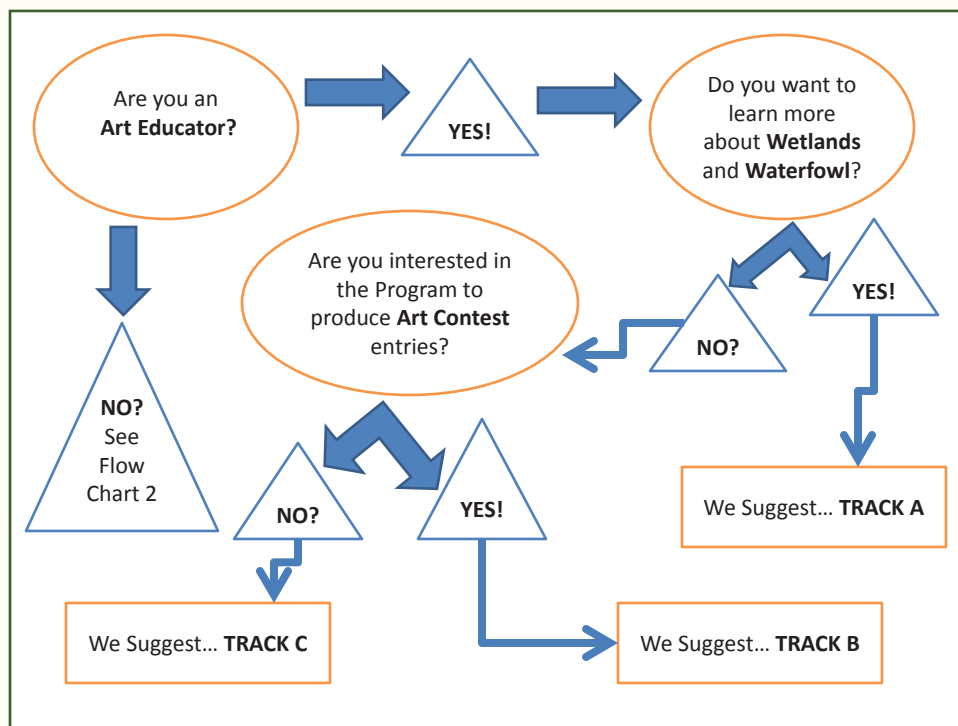 Are you an
Art Educator?
YES!
Do you want to
learn more
about Wetlands
and Waterfowl?
YES!
NO?
Are you interested in
the Program to
produce Art Contest
entries?
NO?
See
Flow
Chart 2
NO?
YES!
We Suggest... TRACK A
We Suggest... TRACK C
We Suggest... TRACK B